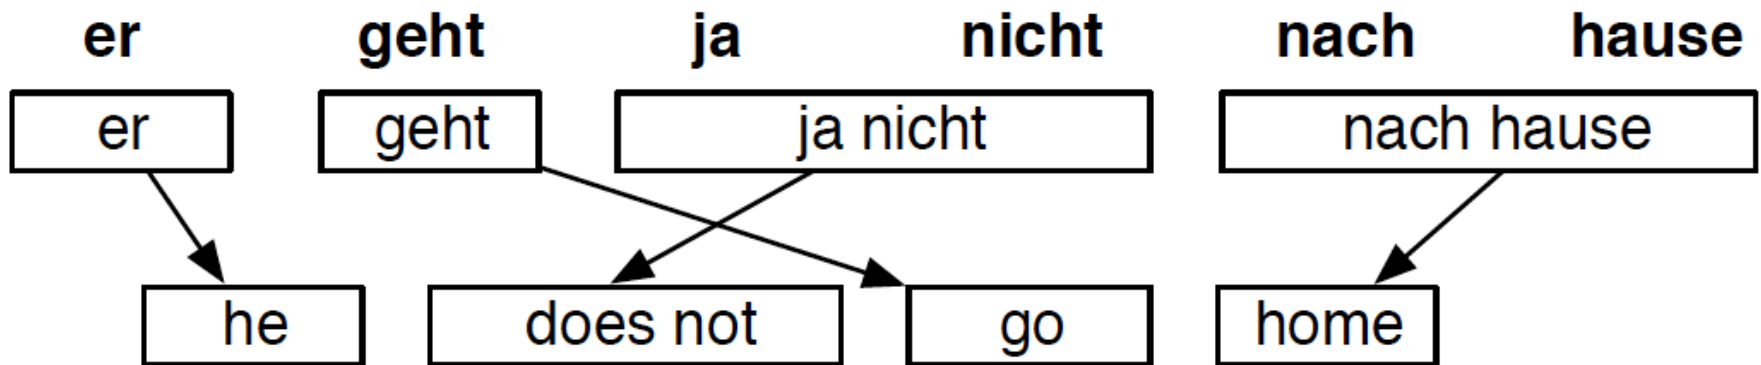 er geht ja nicht nach hause
er geht ja nicht nach hause
he does not go home